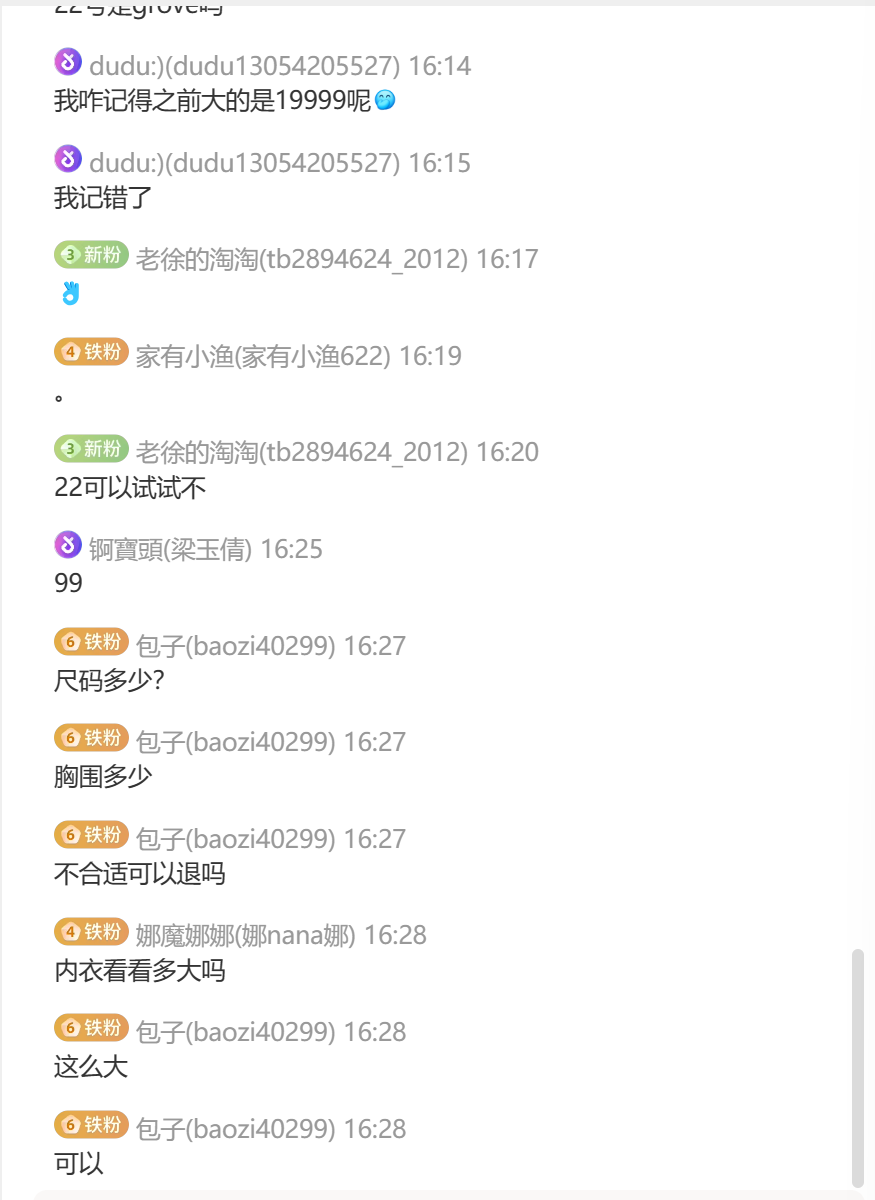 22号是grove吗
dudu:)(dudu13054205527) 16:14
我咋记得之前大的是19999呢
dudu:)(dudu13054205527) 16:15
我记错了
3 新粉 老徐的淘淘(tb2894624_2012) 16:17
4 铁粉 家有小渔(家有小渔622) 16:19
。
3 新粉 老徐的淘淘(tb2894624_2012) 16:20
22可以试试不
锕寶頭(梁玉倩) 16:25
99
6 铁粉 包子(baozi40299) 16:27
尺码多少?
6 铁粉 包子(baozi40299) 16:27
胸围多少
6 铁粉 包子(baozi40299) 16:27
不合适可以退吗
4 铁粉 娜魔娜娜(娜nana娜) 16:28
内衣看看多大吗
6 铁粉 包子(baozi40299) 16:28
这么大
6 铁粉 包子(baozi40299) 16:28
可以